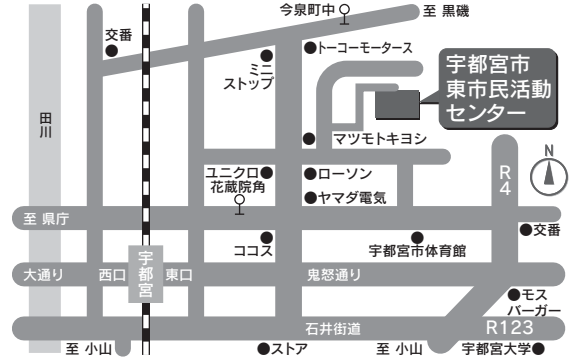 今泉町中
至 黒磯
交番
トーコーモータース
ミニ
ストップ
宇都宮市
東市民活動
センター
田川
マツモトキヨシ
ユニクロ
花蔵院角
ローソン
ヤマダ電気
R4
N
至 県庁
交番
ココス
宇都宮市体育館
大通り
西口
宇都宮
東口
鬼怒通り
モス
バーガー
石井街道
R123
至 小山
ストア
至 小山
宇都宮大学